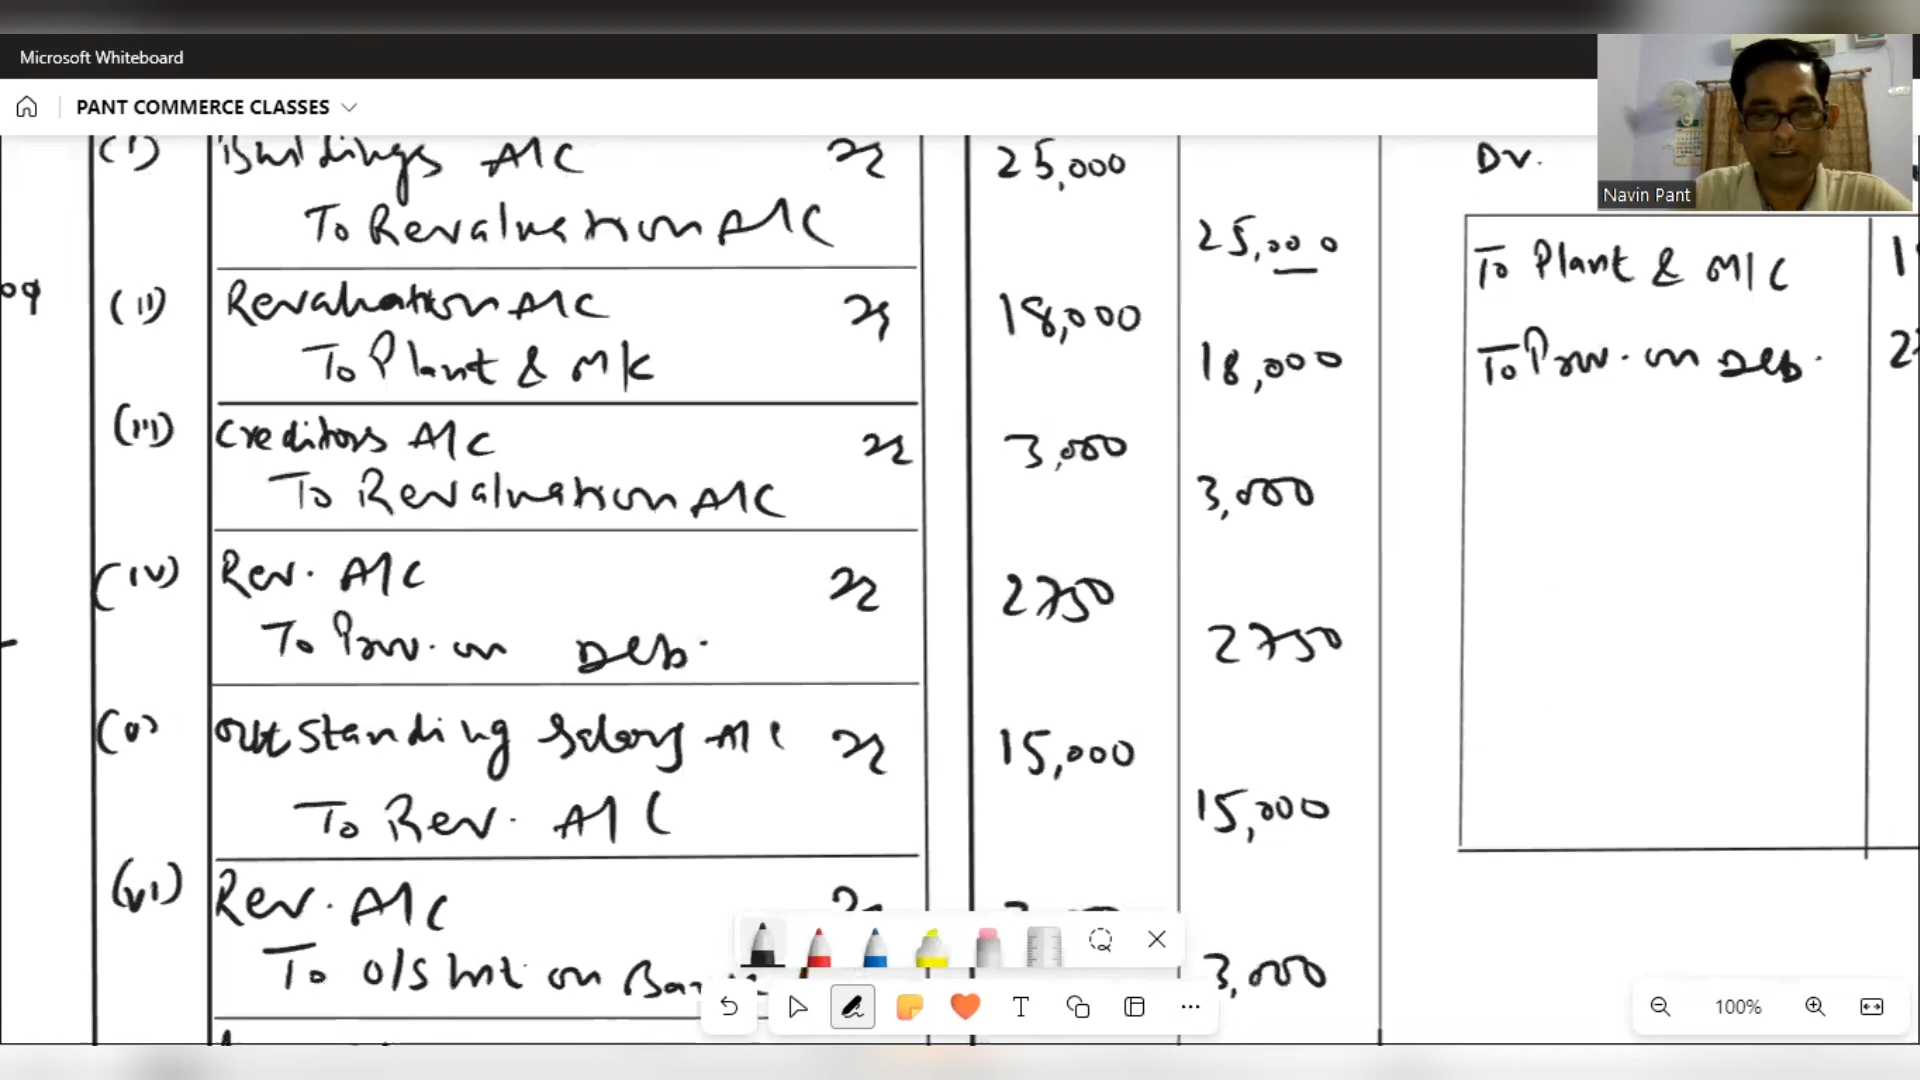 Microsoft Whiteboard
PANT COMMERCE CLASSES
Navin Pant
(i) Buildings A/C Dr 25,000
To Revaluation A/C 25,000
(ii) Revaluation A/C Dr 18,000
To Plant & M/C 18,000
(iii) Creditors A/C Dr 3,000
To Revaluation A/C 3,000
(iv) Rev. A/C Dr 2750
To Prov. on Deb. 2750
(v) Outstanding Salary A/C Dr 15,000
To Rev. A/C 15,000
(vi) Rev. A/C Dr
To O/S Int on 3,000
Dr.
To Plant & M/C 1
To Prov. on Deb. 2
100%